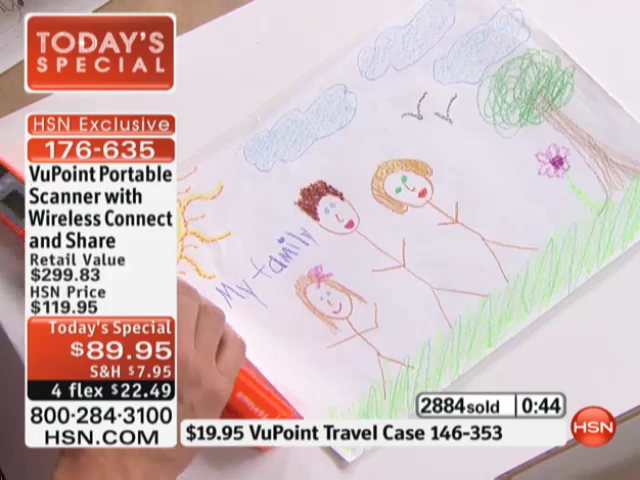 TODAY'S
SPECIAL
HSN Exclusive
176-635
VuPoint Portable
Scanner with
Wireless Connect
and Share
Retail Value
$299.83
HSN Price
$119.95
Today's Special
$89.95
S&H $7.95
4 flex $22.49
800-284-3100
HSN.COM
My family
2884 sold 0:44
$19.95 VuPoint Travel Case 146-353
HSN